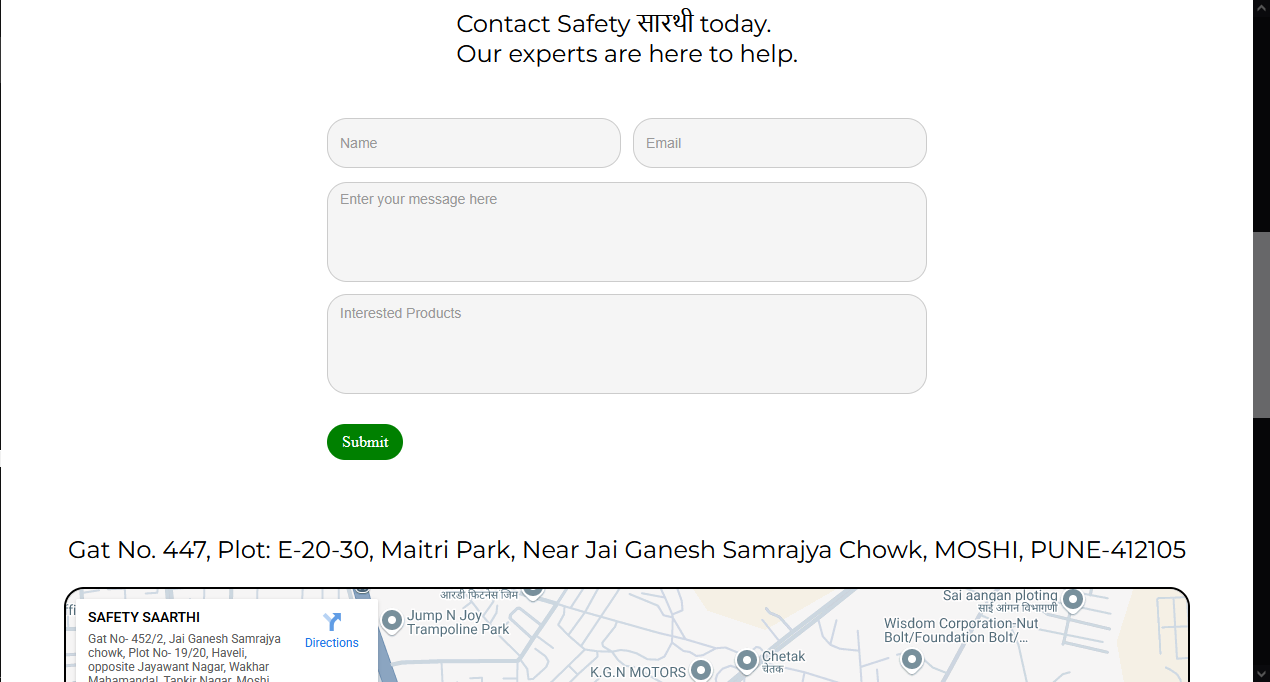 Contact Safety सारथी today.
Our experts are here to help.
Name
Email
Enter your message here
Interested Products
Submit
Gat No. 447, Plot: E-20-30, Maitri Park, Near Jai Ganesh Samrajya Chowk, MOSHI, PUNE-412105
SAFETY SAARTHI
Directions
Gat No- 452/2, Jai Ganesh Samrajya
chowk, Plot No- 19/20, Haveli,
opposite Jayawant Nagar, Wakhar
Mahamandal, Tapkir Nagar, Moshi,
आरडी फिटनेस जिम
Jump N Joy
Trampoline Park
K.G.N MOTORS
Chetak
चेतक
Sai aangan ploting
साई आंगन विभागणी
Wisdom Corporation-Nut
Bolt/Foundation Bolt/...